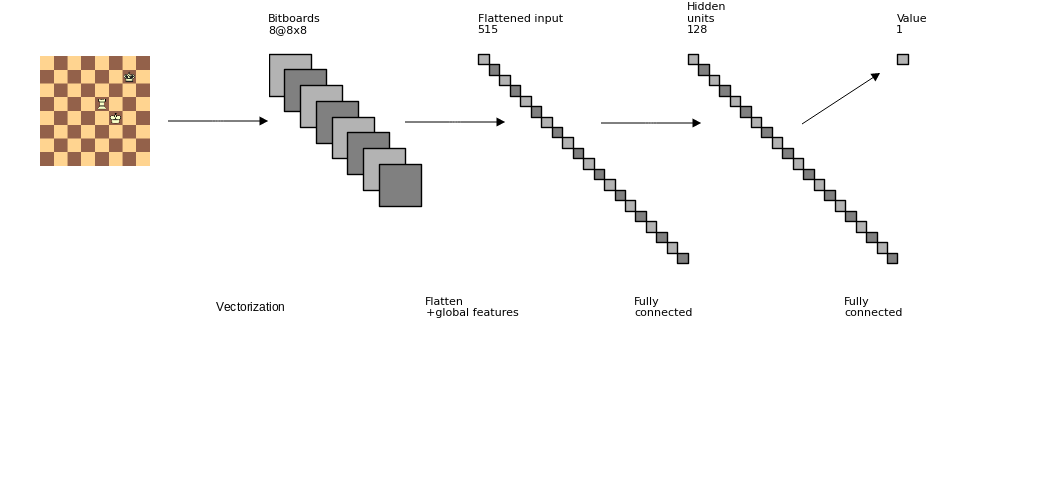 Bitboards
8@8x8
Flattened input
515
Hidden
units
128
Value
1
Vectorization
Flatten
+global features
Fully
connected
Fully
connected